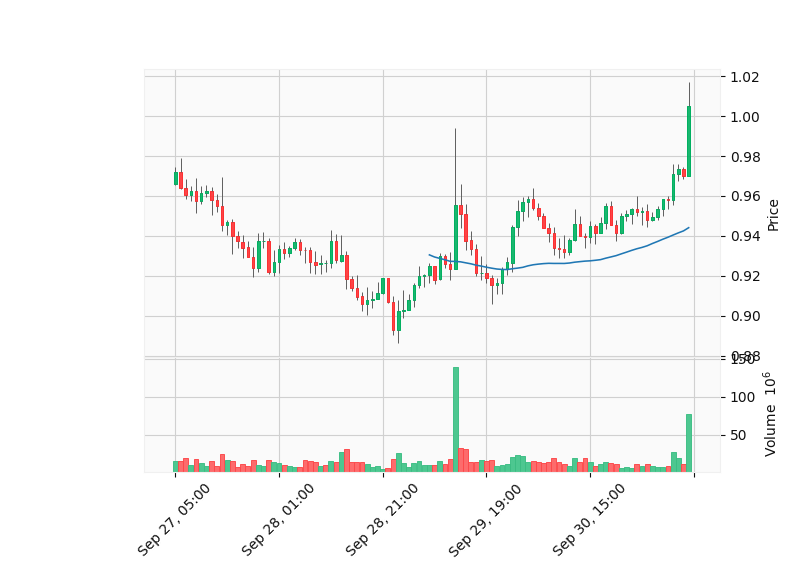 1.02
1.00
0.98
0.96
0.94
0.92
0.90
0.88
Price
150
100
50
Volume 10⁶
Sep 27, 05:00
Sep 28, 01:00
Sep 28, 21:00
Sep 29, 19:00
Sep 30, 15:00